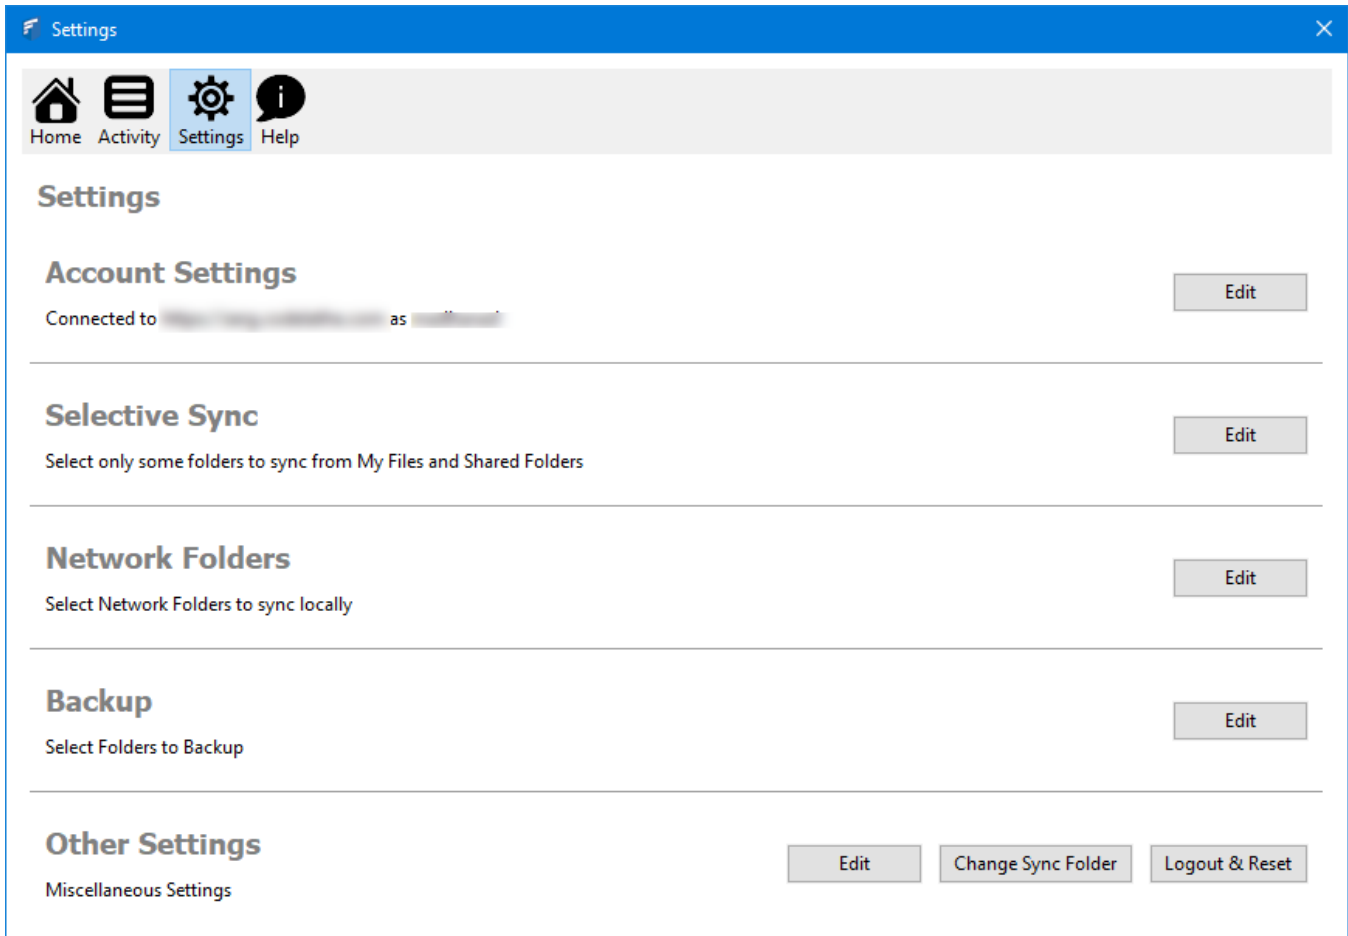 Settings
Home Activity Settings Help
Settings
Account Settings
Edit
Connected to as
Selective Sync
Edit
Select only some folders to sync from My Files and Shared Folders
Network Folders
Edit
Select Network Folders to sync locally
Backup
Edit
Select Folders to Backup
Other Settings
Edit Change Sync Folder Logout & Reset
Miscellaneous Settings